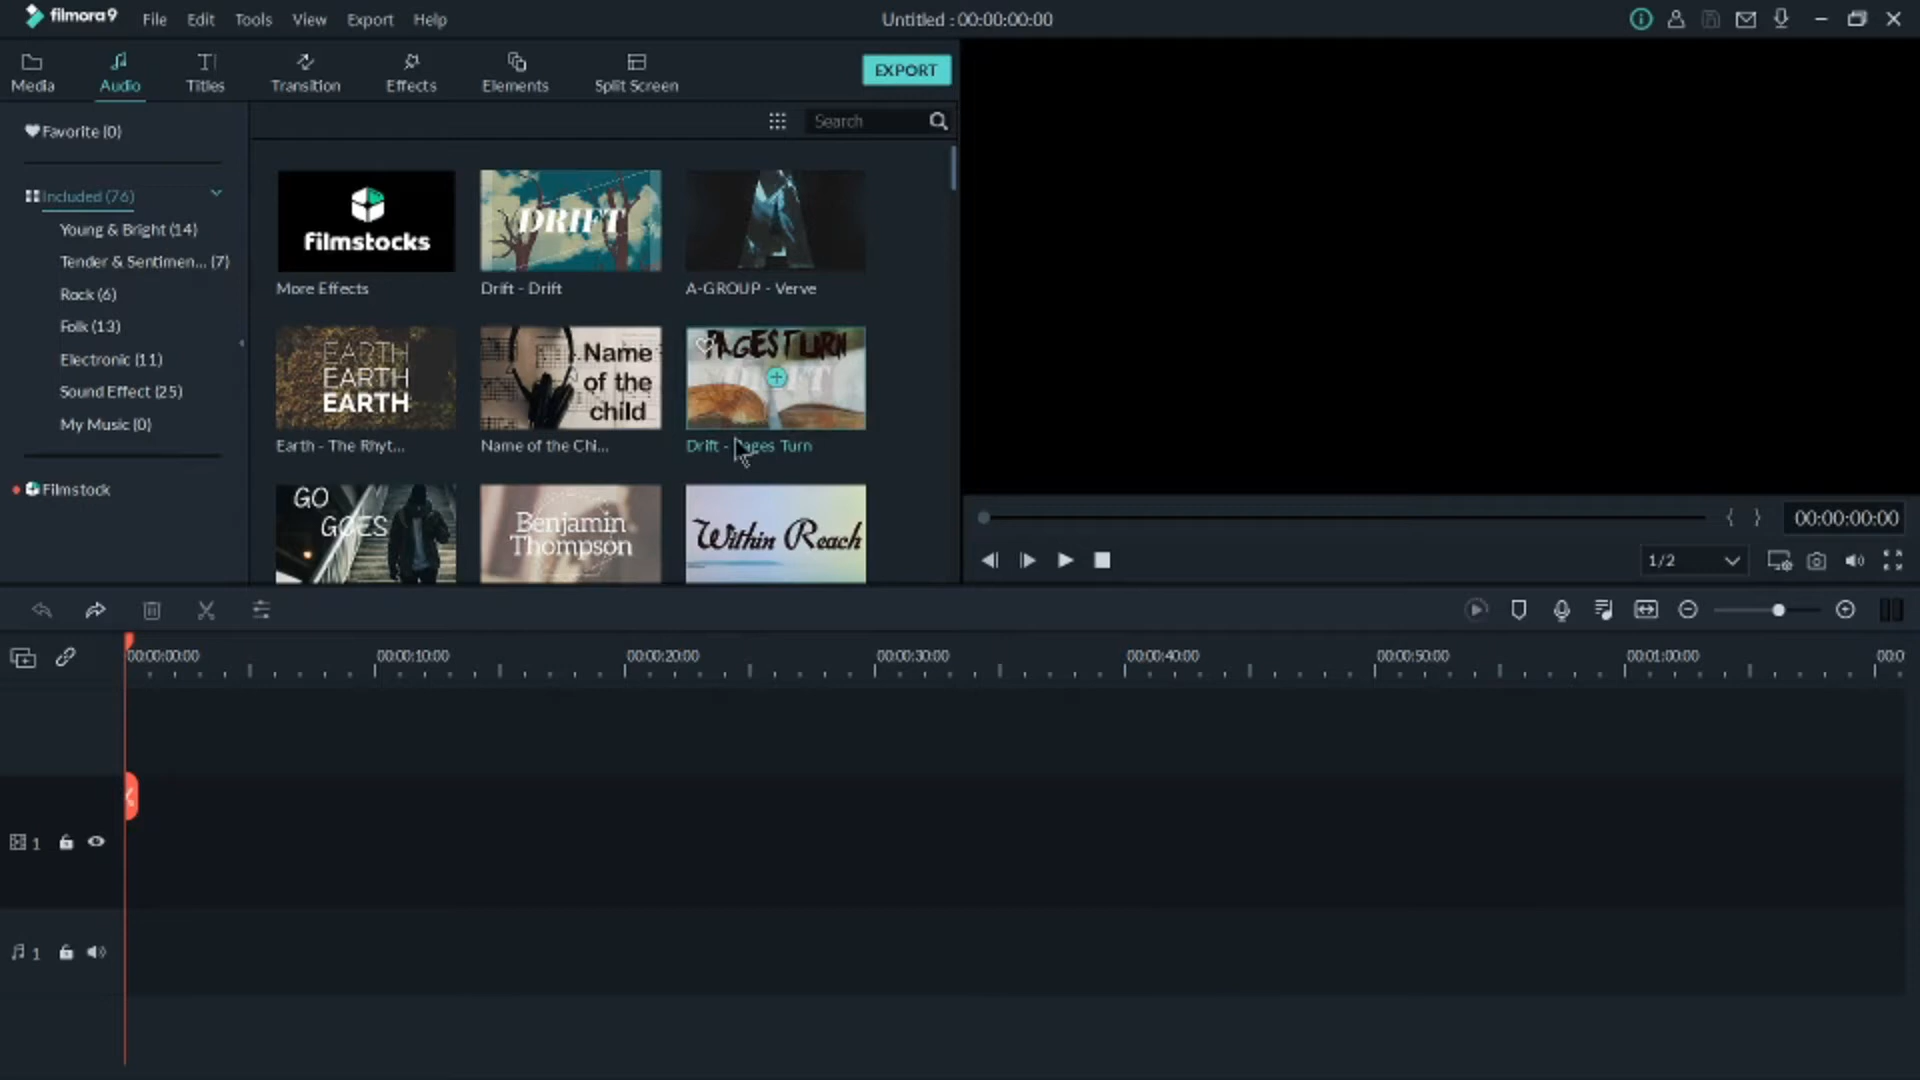 filmora9 File Edit Tools View Export Help Untitled : 00:00:00:00
Media Audio Titles Transition Effects Elements Split Screen EXPORT
Favorite (0)
Search
Included (76)
Young & Bright (14)
Tender & Sentimen... (7)
Rock (6)
Folk (13)
Electronic (11)
Sound Effect (25)
My Music (0)
Filmstock
filmstocks
DRIFT
A
More Effects
Drift - Drift
A-GROUP - Verve
EARTH
EARTH
EARTH
Name
of the
child
PAGES TURN
Earth - The Rhyt...
Name of the Chi...
Drift - Pages Turn
GO
GOES
Benjamin
Thompson
Within Reach
00:00:00:00
1/2
00:00:00:00 00:00:10:00 00:00:20:00 00:00:30:00 00:00:40:00 00:00:50:00 00:01:00:00 00:0
1
1